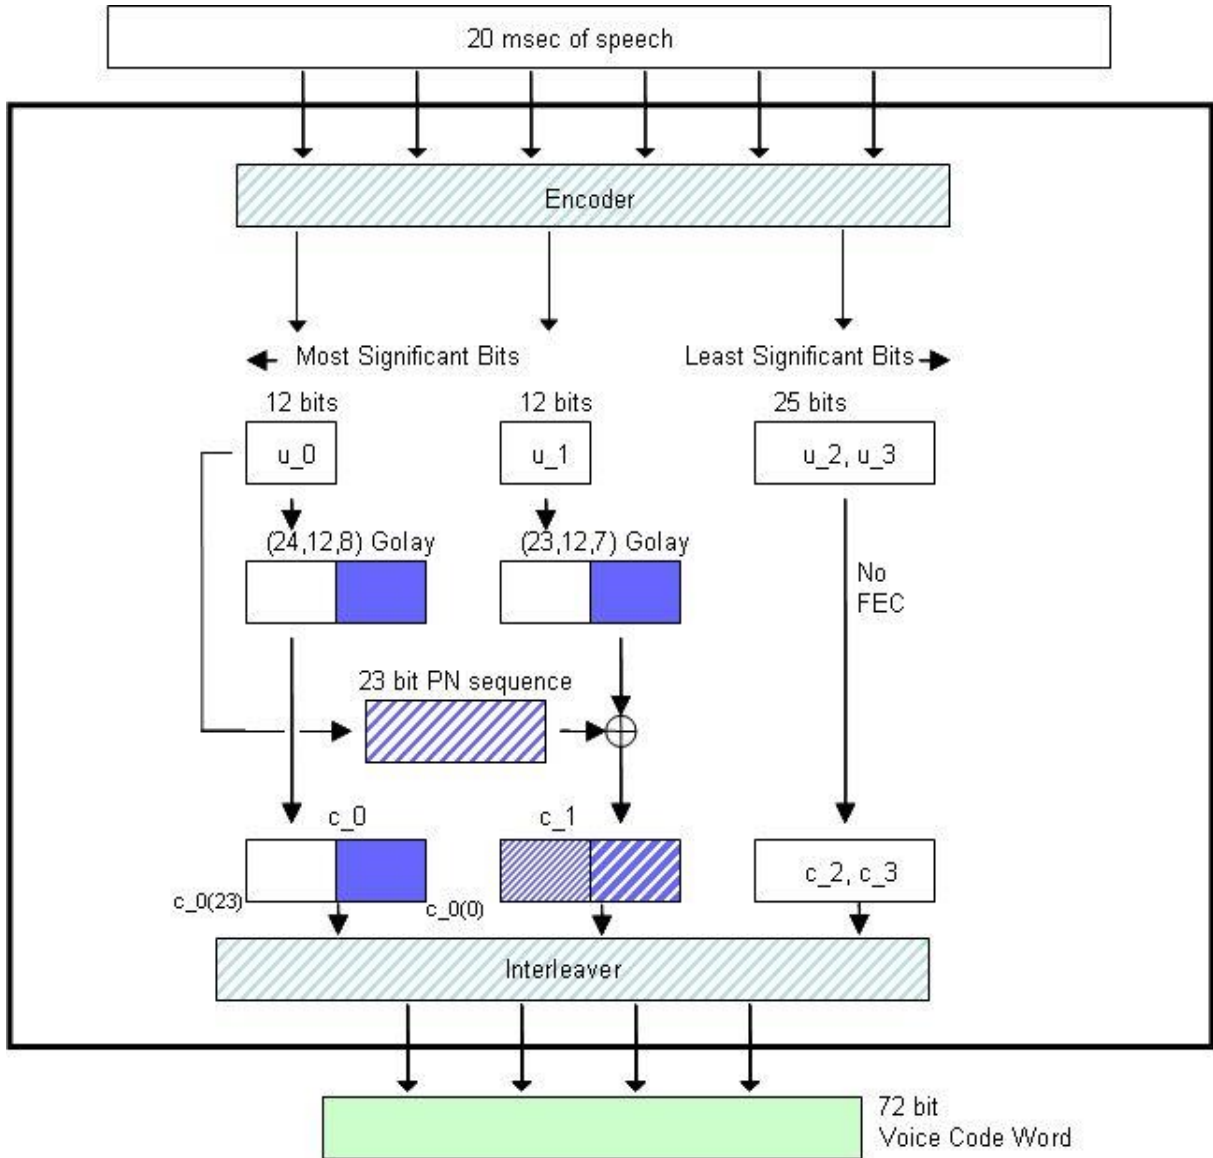 20 msec of speech
Encoder
Most Significant Bits
Least Significant Bits
12 bits
12 bits
25 bits
u_0
u_1
u_2, u_3
(24,12,8) Golay
(23,12,7) Golay
No
FEC
23 bit PN sequence
c_0
c_1
c_2, c_3
c_0(23)
c_0(0)
Interleaver
72 bit
Voice Code Word